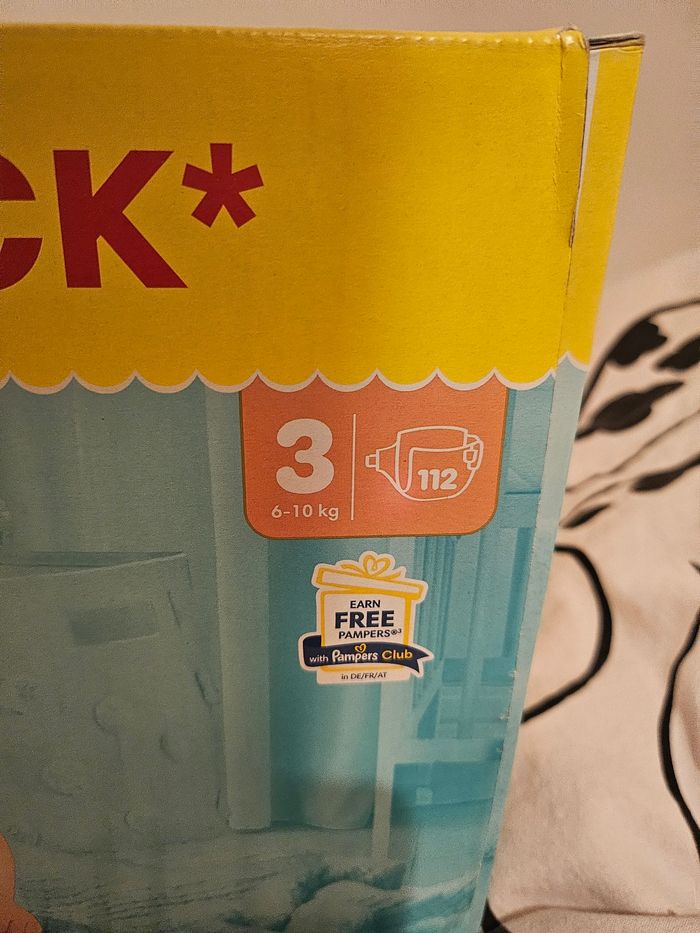 CK*
3
6-10 kg
112
EARN
FREE
PAMPERS®³
with Pampers Club
in DE/FR/AT